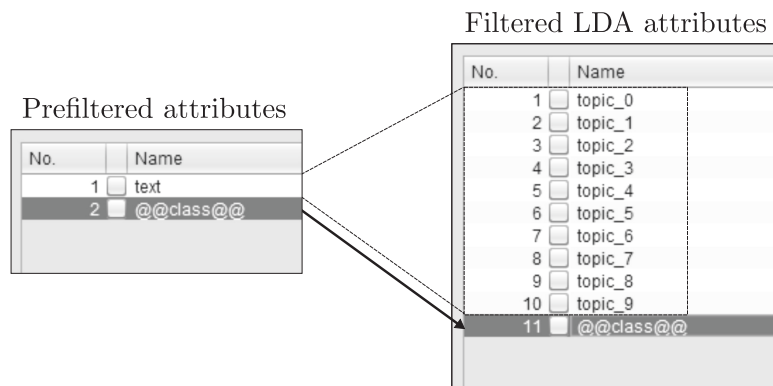 Filtered LDA attributes
Prefiltered attributes
No. Name
1 text
2 @@class@@
No. Name
1 topic_0
2 topic_1
3 topic_2
4 topic_3
5 topic_4
6 topic_5
7 topic_6
8 topic_7
9 topic_8
10 topic_9
11 @@class@@